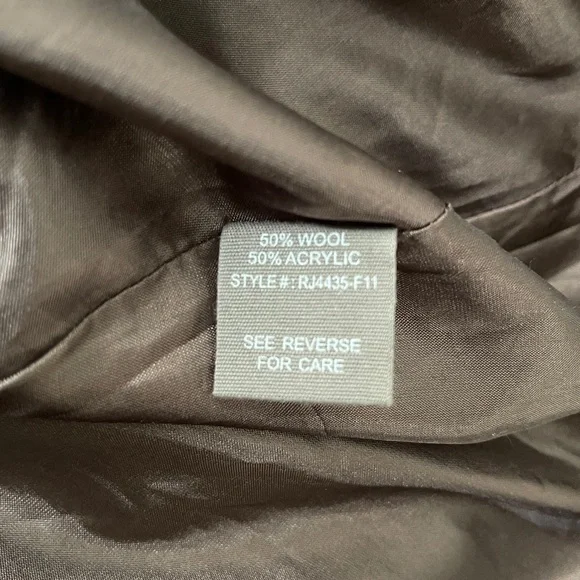 50% WOOL
50% ACRYLIC
STYLE#: RJ4435-F11
SEE REVERSE
FOR CARE